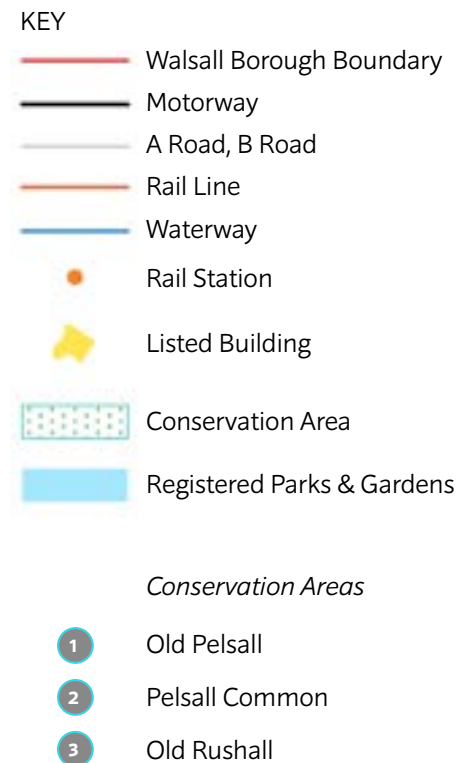 KEY
Walsall Borough Boundary
Motorway
A Road, B Road
Rail Line
Waterway
Rail Station
Listed Building
Conservation Area
Registered Parks & Gardens
Conservation Areas
1 Old Pelsall
2 Pelsall Common
3 Old Rushall